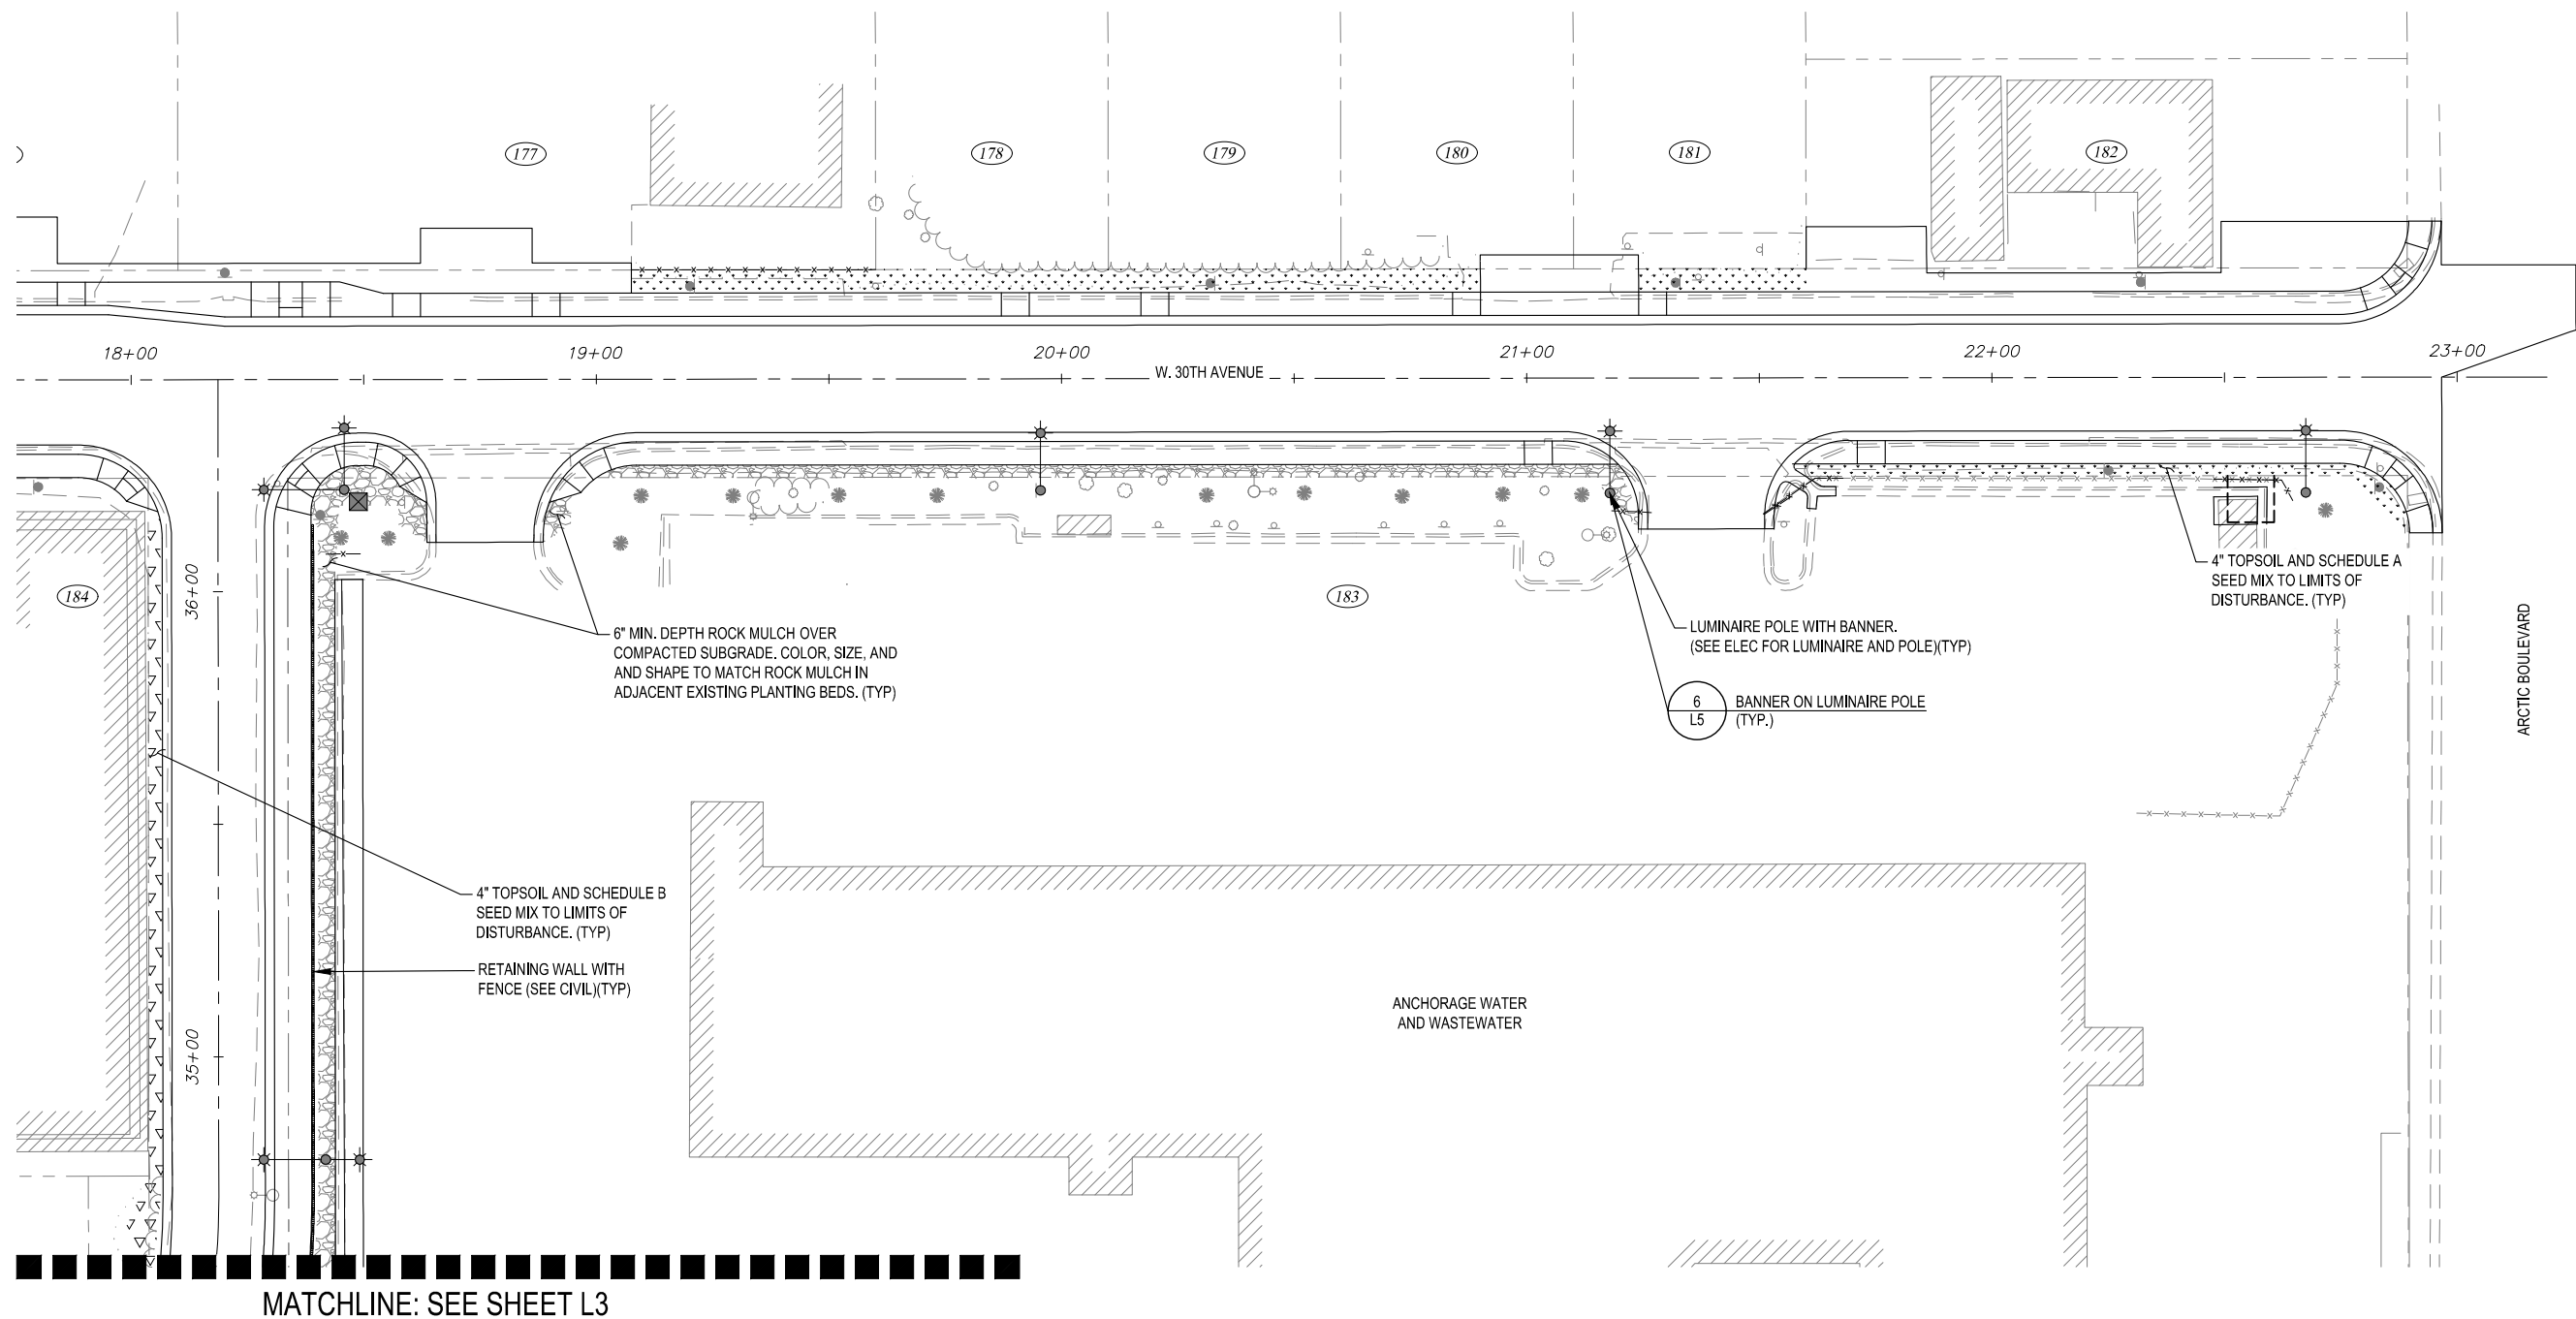 177
178
179
180
181
182
18+00
19+00
20+00
21+00
22+00
23+00
W. 30TH AVENUE
184
36+00
183
4" TOPSOIL AND SCHEDULE A
SEED MIX TO LIMITS OF
DISTURBANCE. (TYP)
6" MIN. DEPTH ROCK MULCH OVER
COMPACTED SUBGRADE. COLOR, SIZE, AND
AND SHAPE TO MATCH ROCK MULCH IN
ADJACENT EXISTING PLANTING BEDS. (TYP)
LUMINAIRE POLE WITH BANNER.
(SEE ELEC FOR LUMINAIRE AND POLE)(TYP)
6
L5
BANNER ON LUMINAIRE POLE
(TYP.)
ARCTIC BOULEVARD
4" TOPSOIL AND SCHEDULE B
SEED MIX TO LIMITS OF
DISTURBANCE. (TYP)
RETAINING WALL WITH
FENCE (SEE CIVIL)(TYP)
35+00
ANCHORAGE WATER
AND WASTEWATER
MATCHLINE: SEE SHEET L3